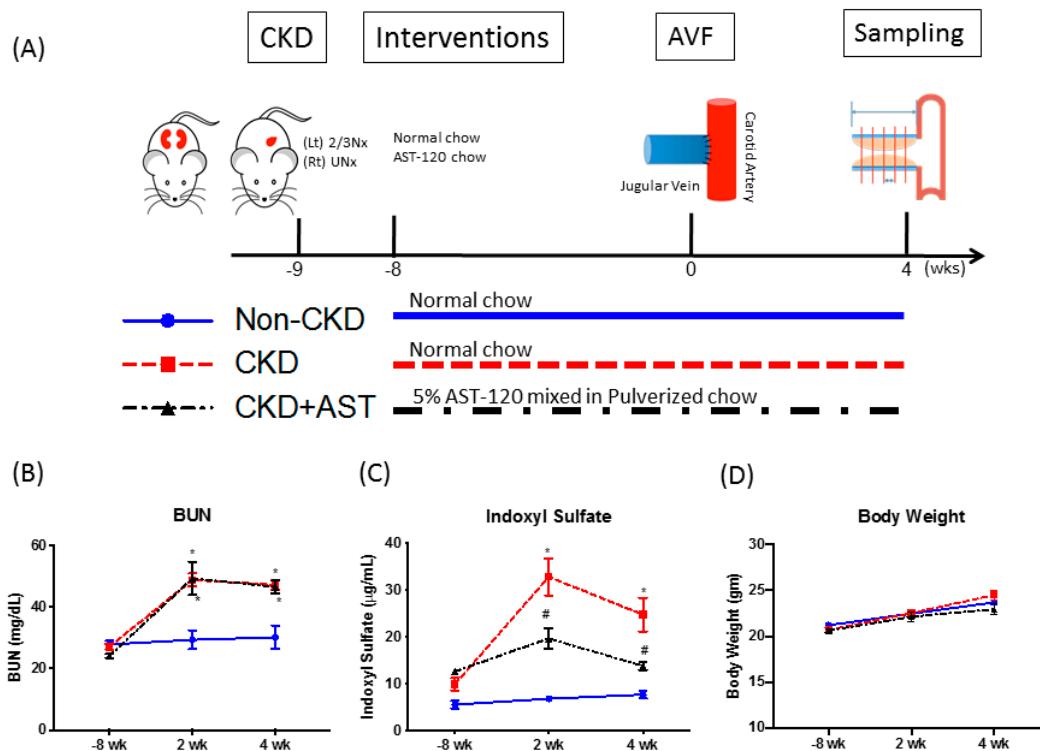 (A)
CKD
Interventions
AVF
Sampling
(Lt) 2/3Nx
(Rt) UNx
Normal chow
AST-120 chow
Jugular Vein
Carotid Artery
-9
-8
0
4
(wks)
Non-CKD
Normal chow
CKD
Normal chow
CKD+AST
5% AST-120 mixed in Pulverized chow
(B)
BUN
BUN (mg/dL)
60
40
20
0
-8 wk
2 wk
4 wk
*
*
*
*
(C)
Indoxyl Sulfate
Indoxyl Sulfate (µg/mL)
40
30
20
10
0
-8 wk
2 wk
4 wk
*
*
#
#
(D)
Body Weight
Body Weight (gm)
30
25
20
15
-8 wk
2 wk
4 wk